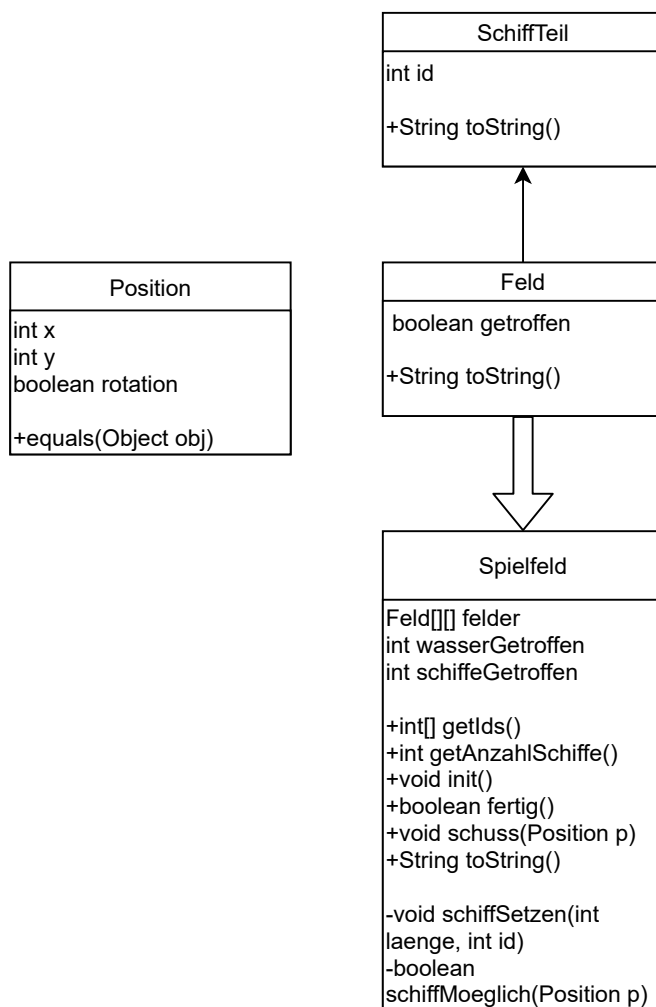 SchiffTeil
int id
+String toString()
Position
int x
int y
boolean rotation
+equals(Object obj)
Feld
boolean getroffen
+String toString()
Spielfeld
Feld[][] felder
int wasserGetroffen
int schiffeGetroffen
+int[] getIds()
+int getAnzahlSchiffe()
+void init()
+boolean fertig()
+void schuss(Position p)
+String toString()
-void schiffSetzen(int
laenge, int id)
-boolean
schiffMoeglich(Position p)